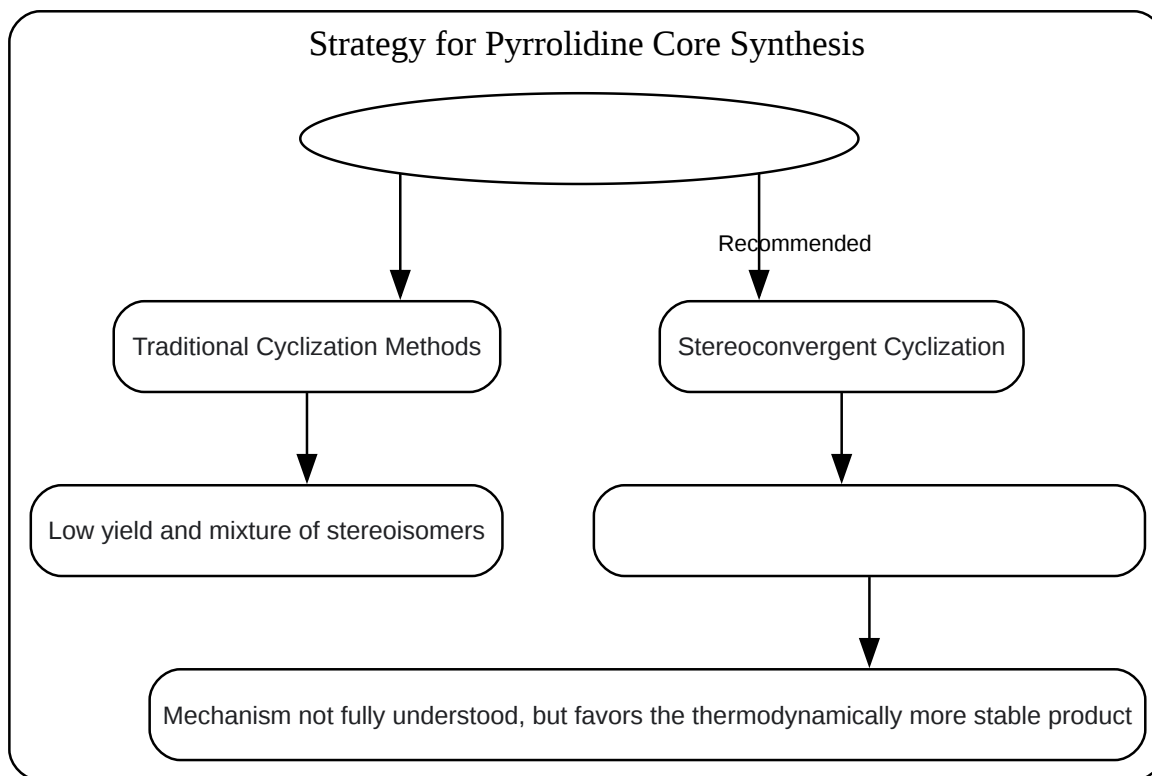 Strategy for Pyrrolidine Core Synthesis
Recommended
Traditional Cyclization Methods
Stereoconvergent Cyclization
Low yield and mixture of stereoisomers
Mechanism not fully understood, but favors the thermodynamically more stable product